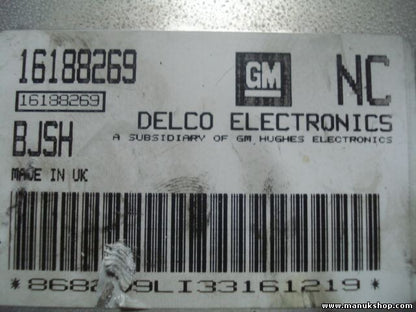 16188269
16188269
BJSH
MADE IN UK
GM
NC
DELCO ELECTRONICS
A SUBSIDIARY OF GM HUGHES ELECTRONICS
www.manukshop.com